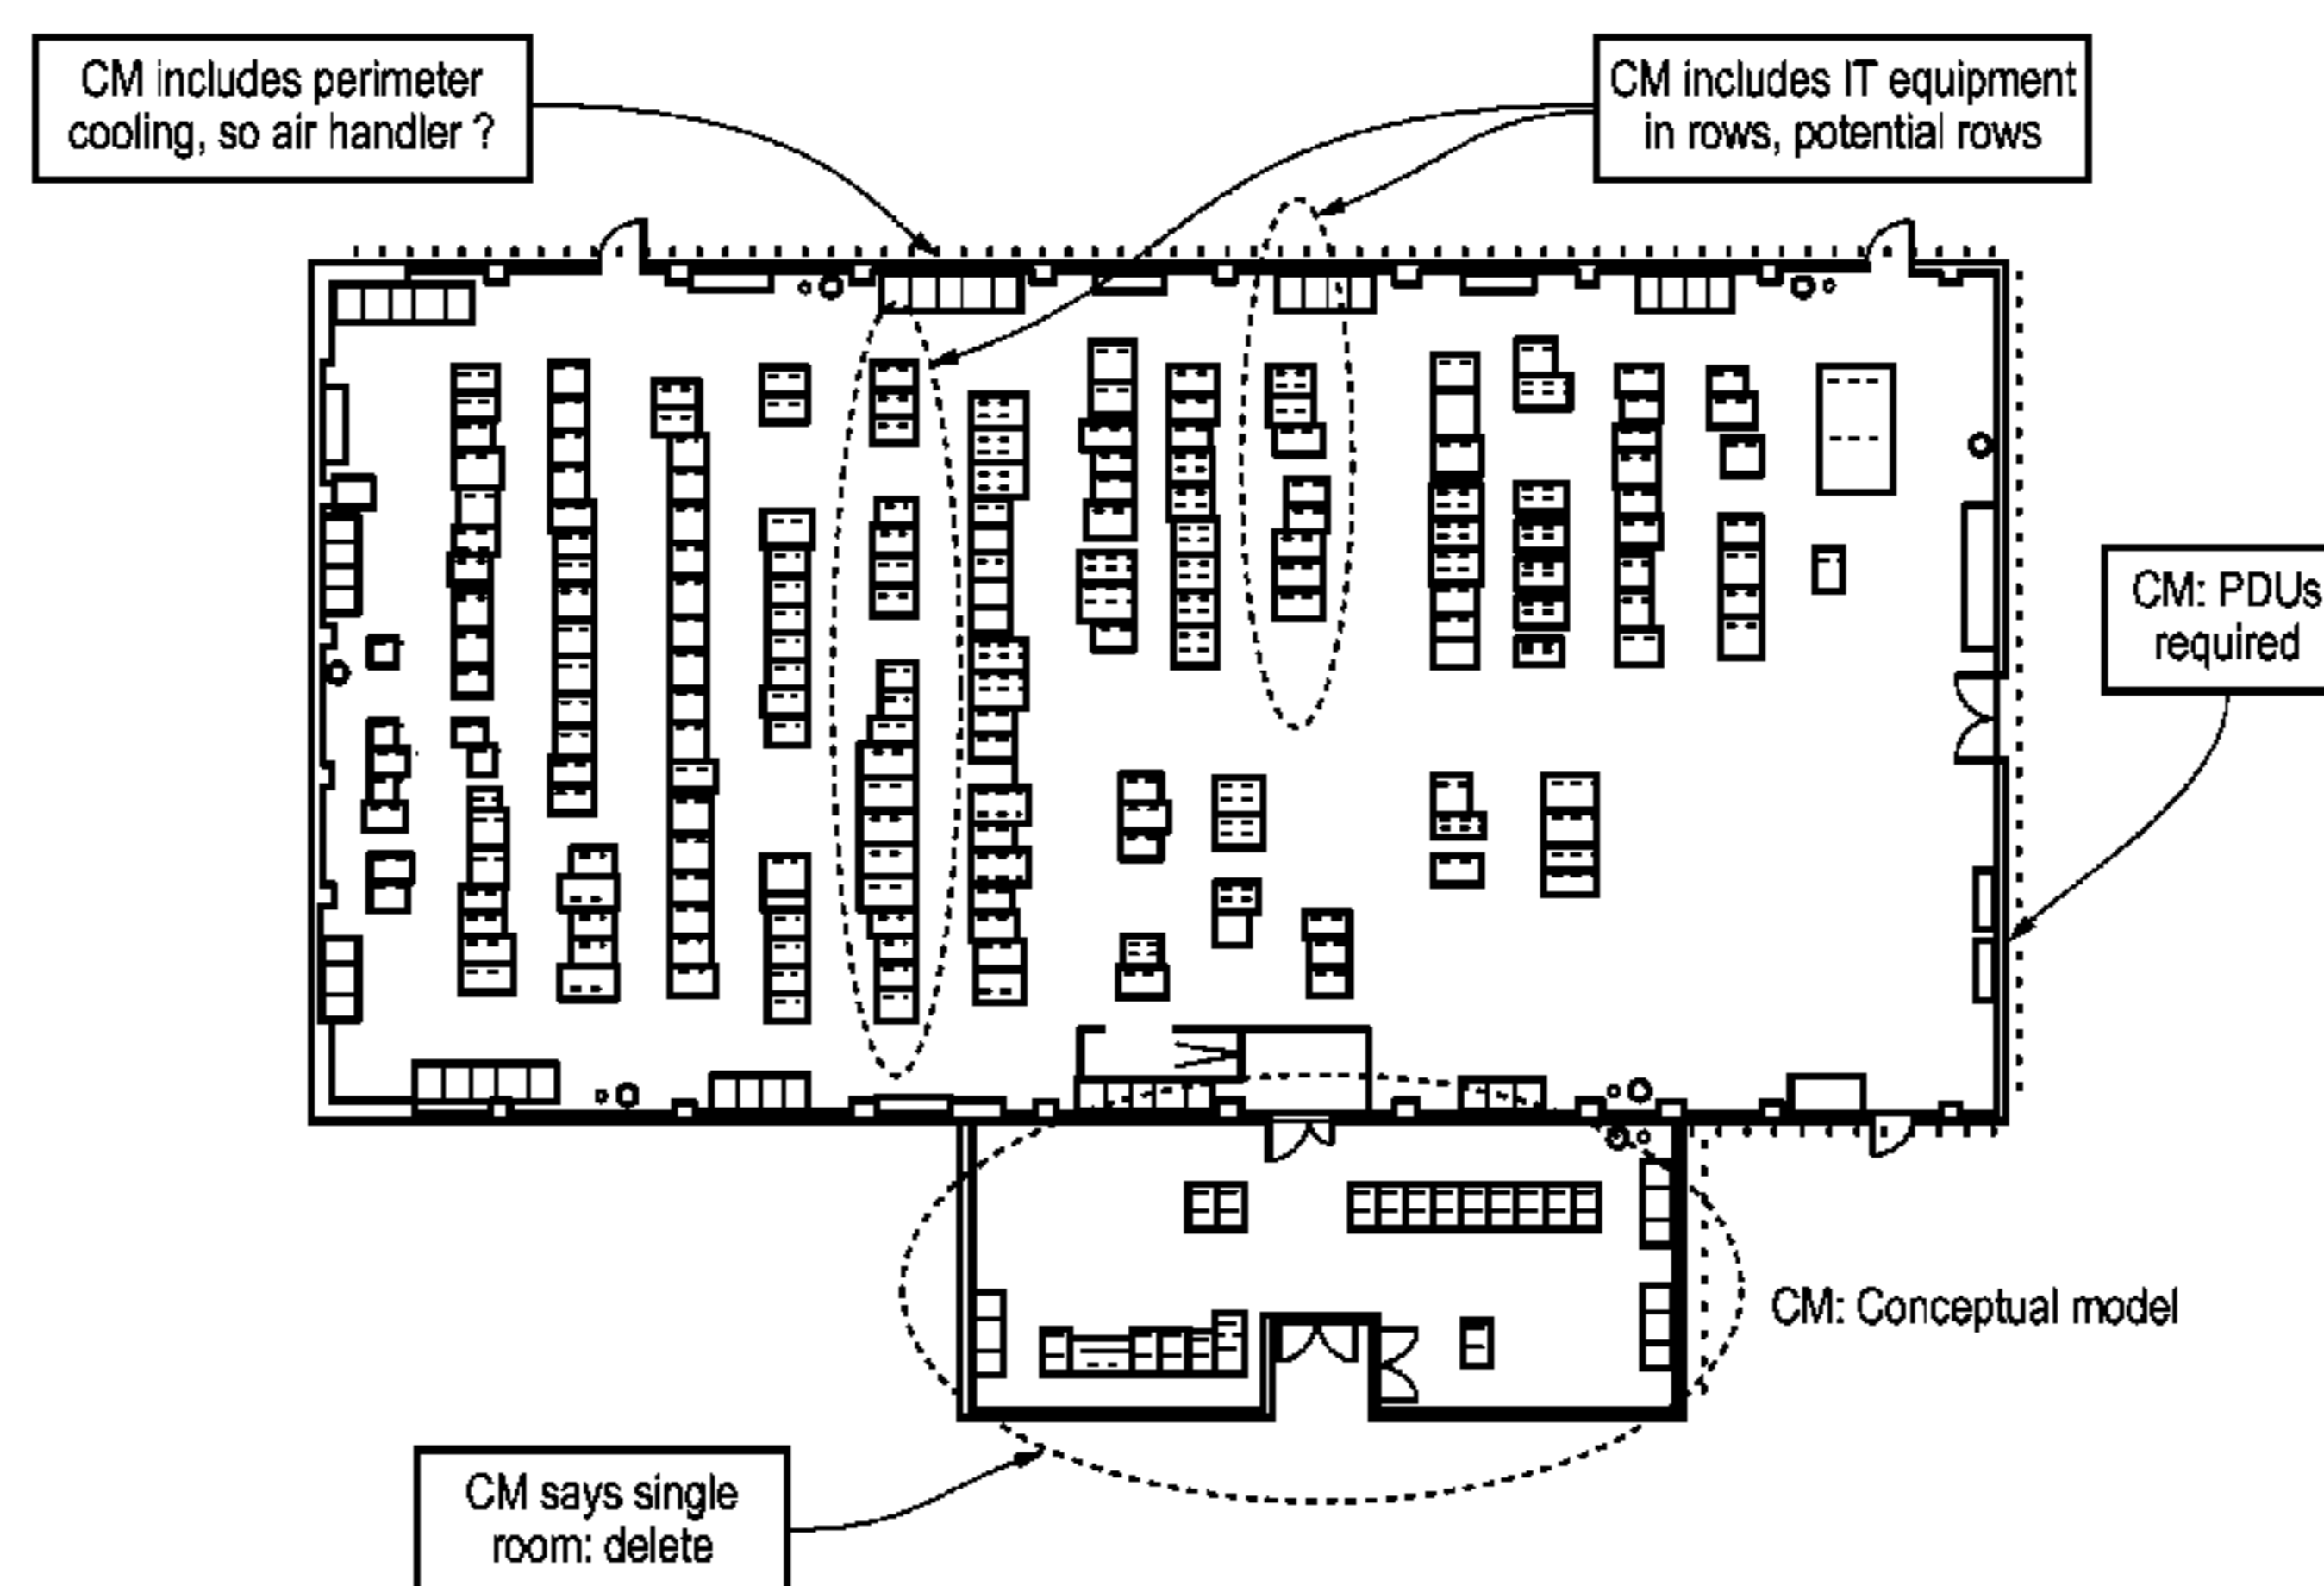 CM includes perimeter
cooling, so air handler ?
CM includes IT equipment
in rows, potential rows
CM: PDUs
required
CM: Conceptual model
CM says single
room: delete